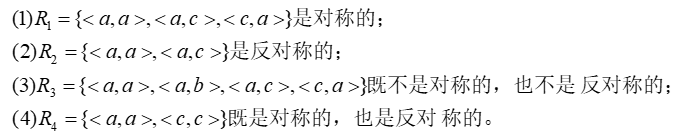 (1)R₁ = {< a,a >,< a,c >,< c,a >}是对称的；
(2)R₂ = {< a,a >,< a,c >}是反对称的；
(3)R₃ = {< a,a >,< a,b >,< a,c >,< c,a >}既不是对称的，也不是 反对称的；
(4)R₄ = {< a,a >,< c,c >}既是对称的，也是反对 称的。